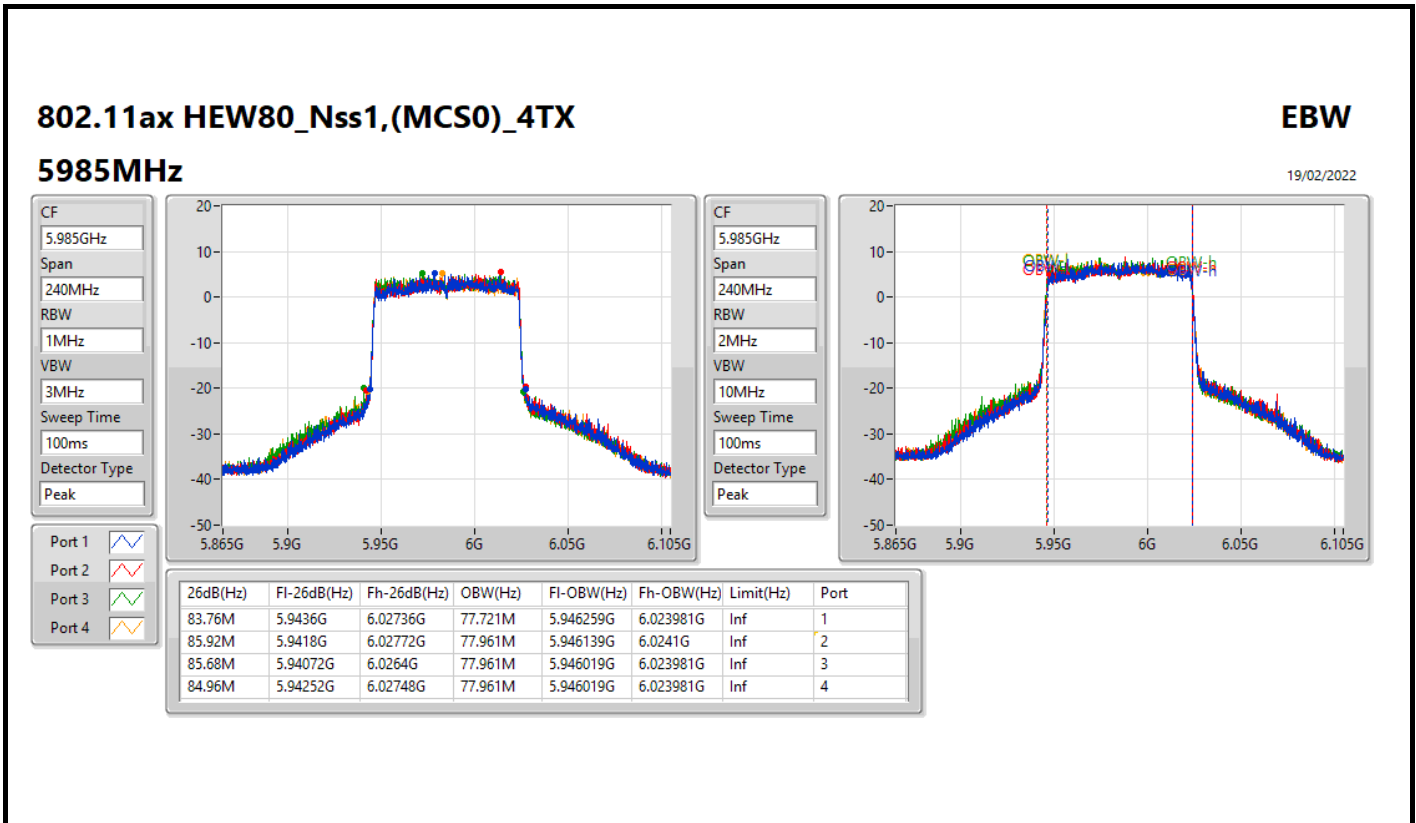 802.11ax HEW80_Nss1,(MCS0)_4TX EBW
5985MHz 19/02/2022
CF
5.985GHz
Span
240MHz
RBW
1MHz
VBW
3MHz
Sweep Time
100ms
Detector Type
Peak
20
10
0
-10
-20
-30
-40
-50
5.865G 5.9G 5.95G 6G 6.05G 6.105G
CF
5.985GHz
Span
240MHz
RBW
2MHz
VBW
10MHz
Sweep Time
100ms
Detector Type
Peak
20
10
0
-10
-20
-30
-40
-50
OBW-h
5.865G 5.9G 5.95G 6G 6.05G 6.105G
Port 1
Port 2
Port 3
Port 4
26dB(Hz) Fl-26dB(Hz) Fh-26dB(Hz) OBW(Hz) Fl-OBW(Hz) Fh-OBW(Hz) Limit(Hz) Port
83.76M 5.9436G 6.02736G 77.721M 5.946259G 6.023981G Inf 1
85.92M 5.9418G 6.02772G 77.961M 5.946139G 6.0241G Inf 2
85.68M 5.94072G 6.0264G 77.961M 5.946019G 6.023981G Inf 3
84.96M 5.94252G 6.02748G 77.961M 5.946019G 6.023981G Inf 4